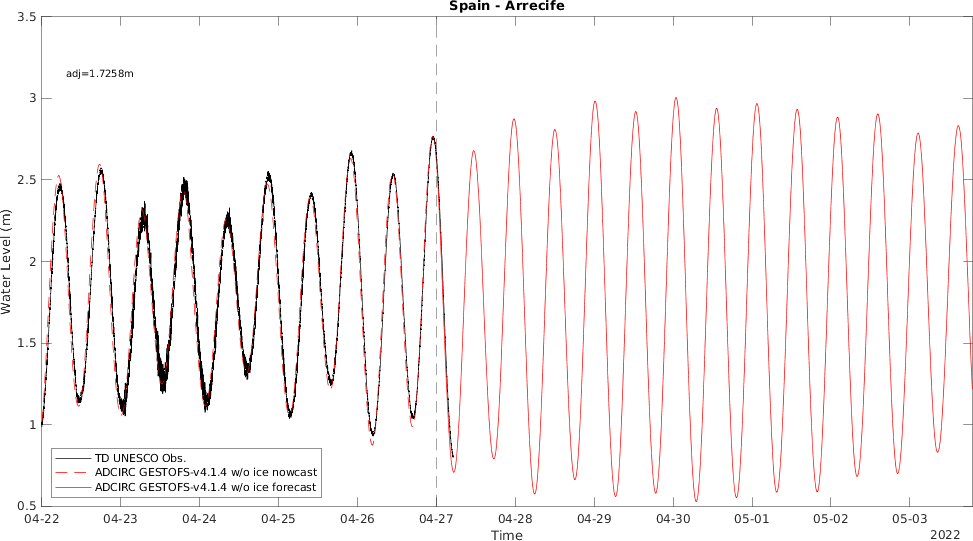 Spain - Arrecife
3.5
adj=1.7258m
3
2.5
2
Water Level (m)
1.5
1
TD UNESCO Obs.
ADCIRC GESTOFS-v4.1.4 w/o ice nowcast
ADCIRC GESTOFS-v4.1.4 w/o ice forecast
0.5
04-22 04-23 04-24 04-25 04-26 04-27 04-28 04-29 04-30 05-01 05-02 05-03
Time
2022